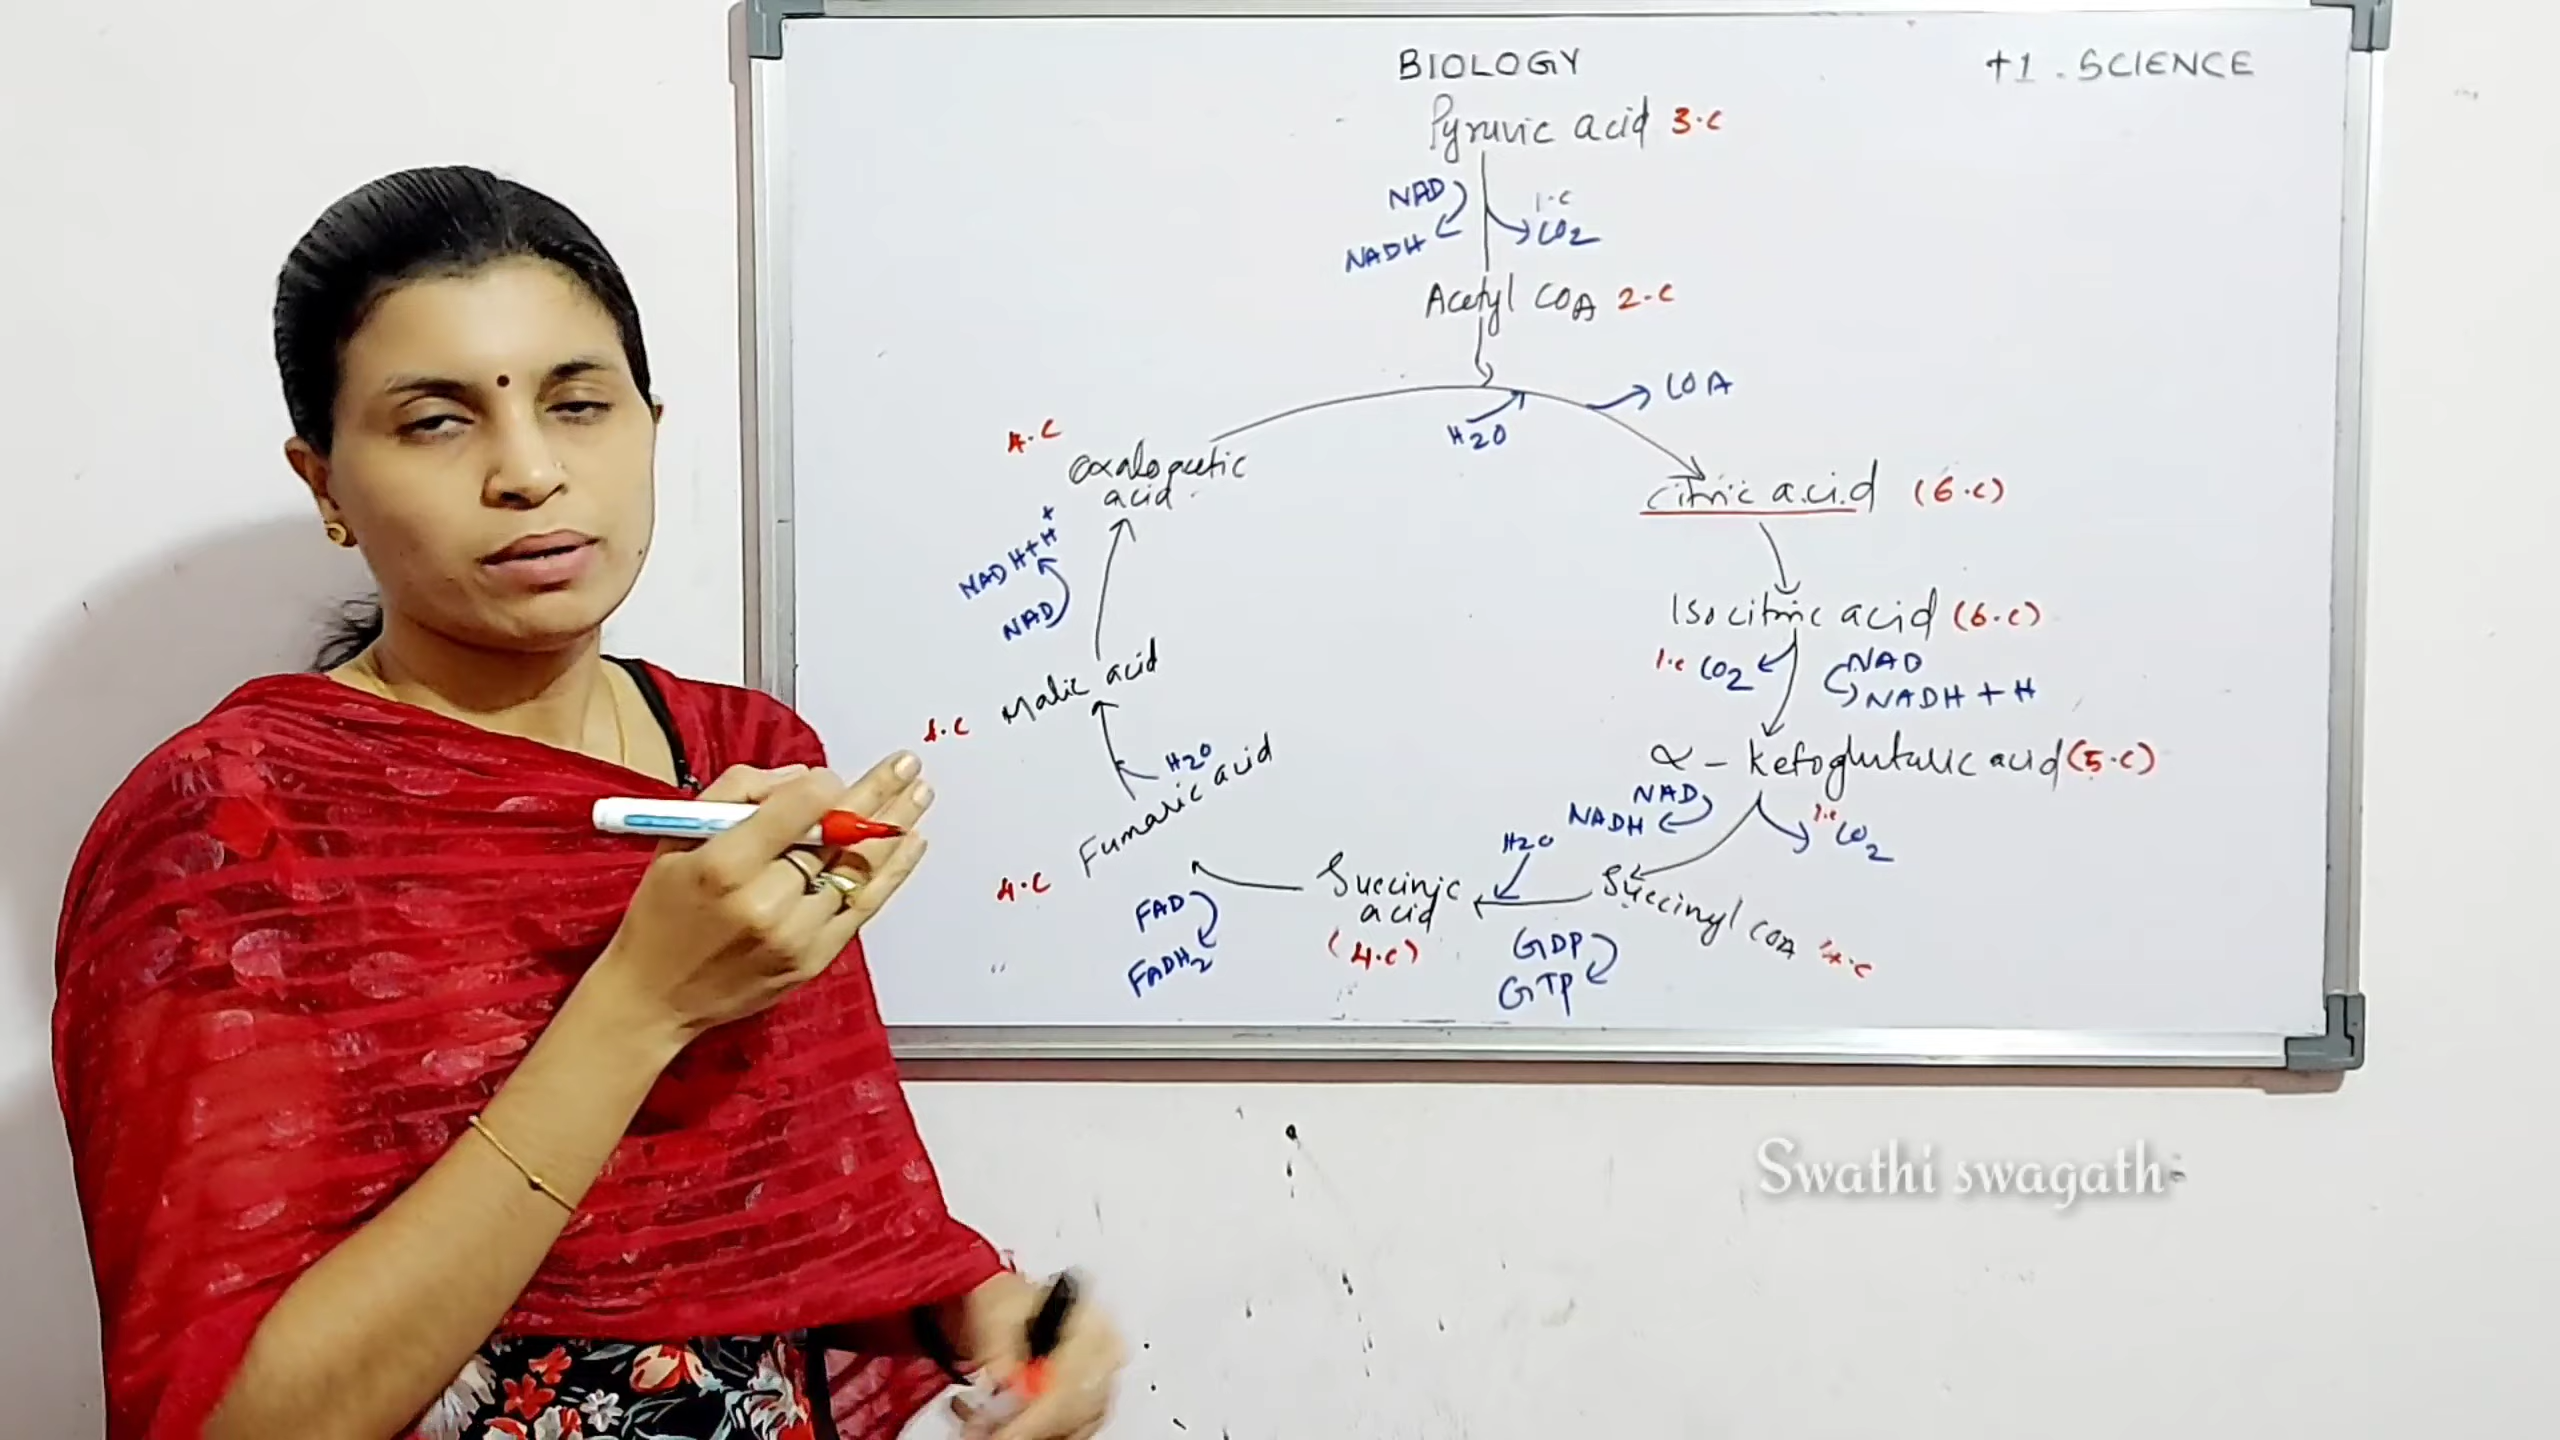 BIOLOGY
+1. SCIENCE
Pyruvic acid 3.C
NAD
NADH
1.C
CO2
Acetyl COA 2-C
COA
H2O
4.C
Oxaloacetic
acid
Citric acid (6.C)
NADH+H+
NAD
Isocitric acid (6.C)
1.C CO2
NAD
NADH + H
Malic acid
4.C
α - Ketoglutaric acid (5.C)
NAD
NADH
1.C
CO2
H2O
Fumaric acid
4.C
H2O
Succinic
acid
(4.C)
Succinyl COA 4.C
FAD
FADH2
GDP
GTP
Swathi swagath